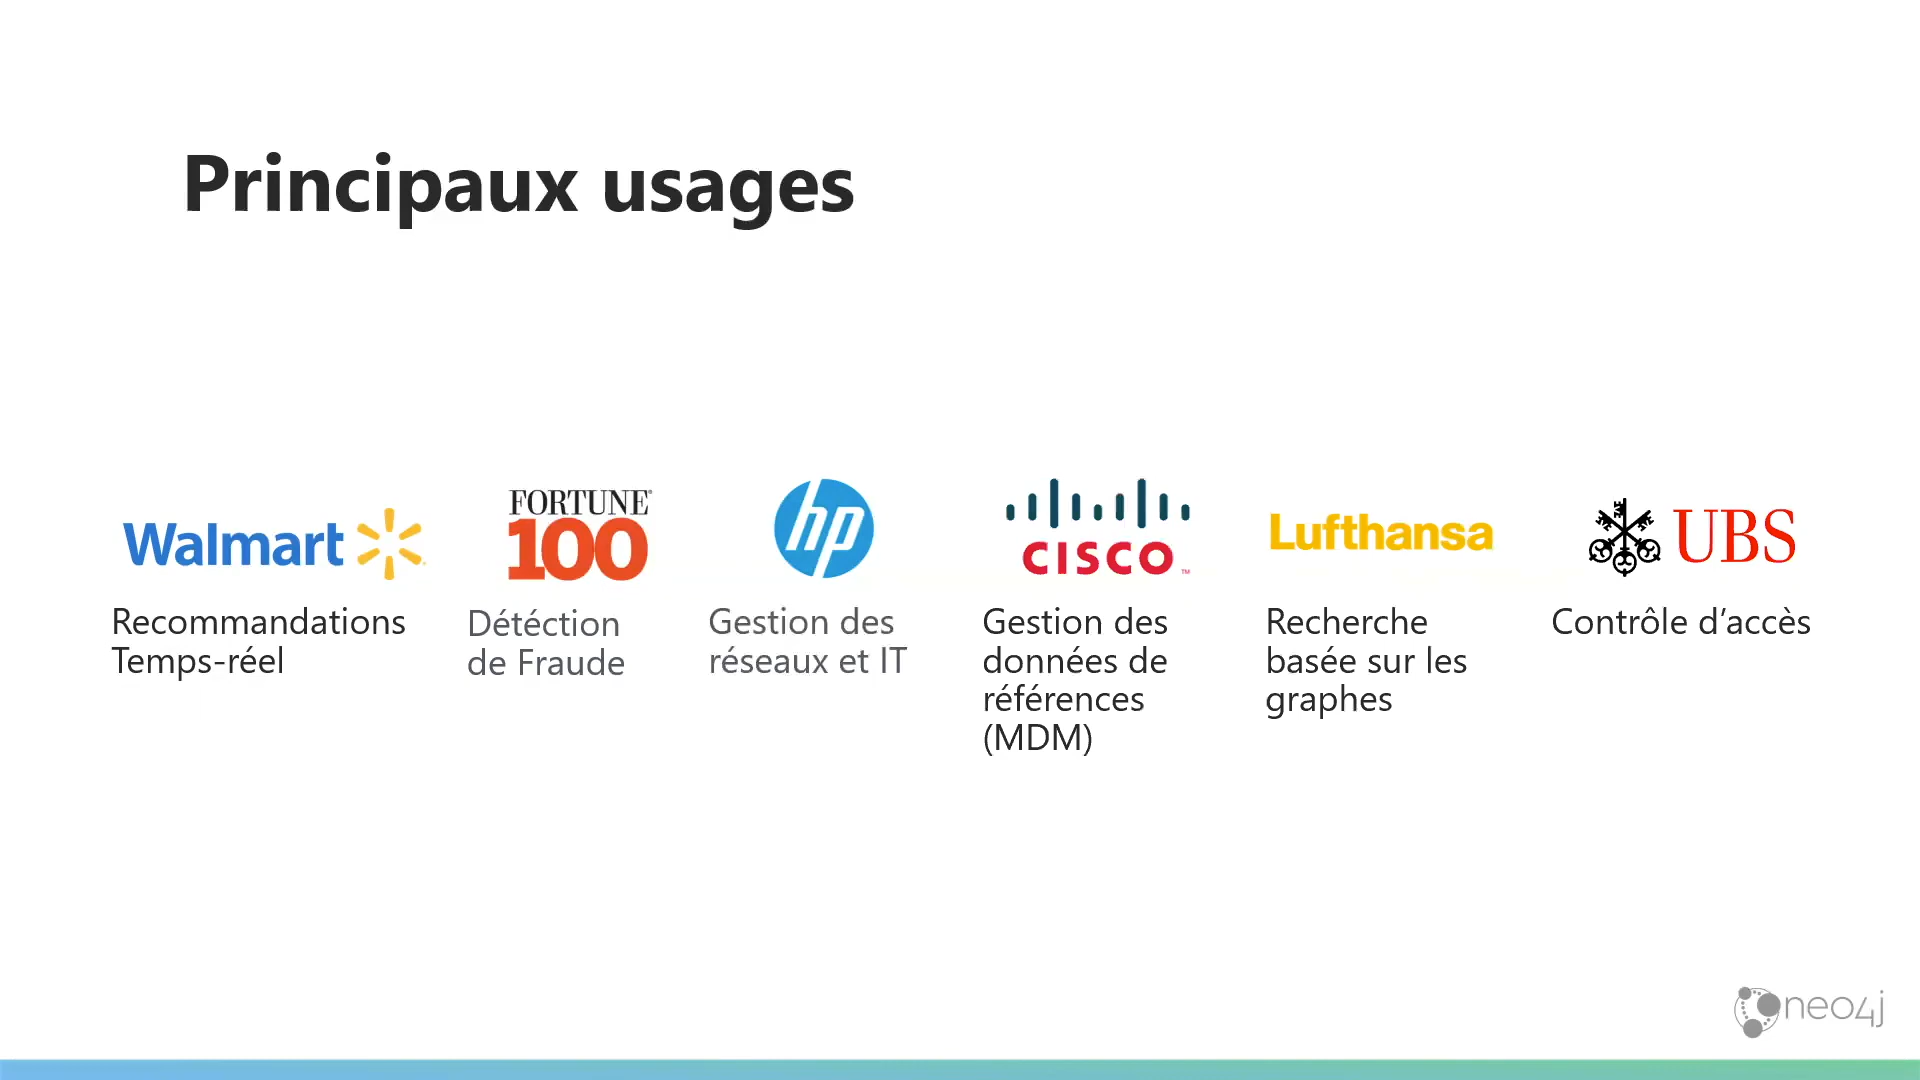 Principaux usages
Walmart
Recommandations
Temps-réel
FORTUNE
100
Détéction
de Fraude
hp
Gestion des
réseaux et IT
CISCO™
Gestion des
données de
références
(MDM)
Lufthansa
Recherche
basée sur les
graphes
UBS
Contrôle d’accès
neo4j